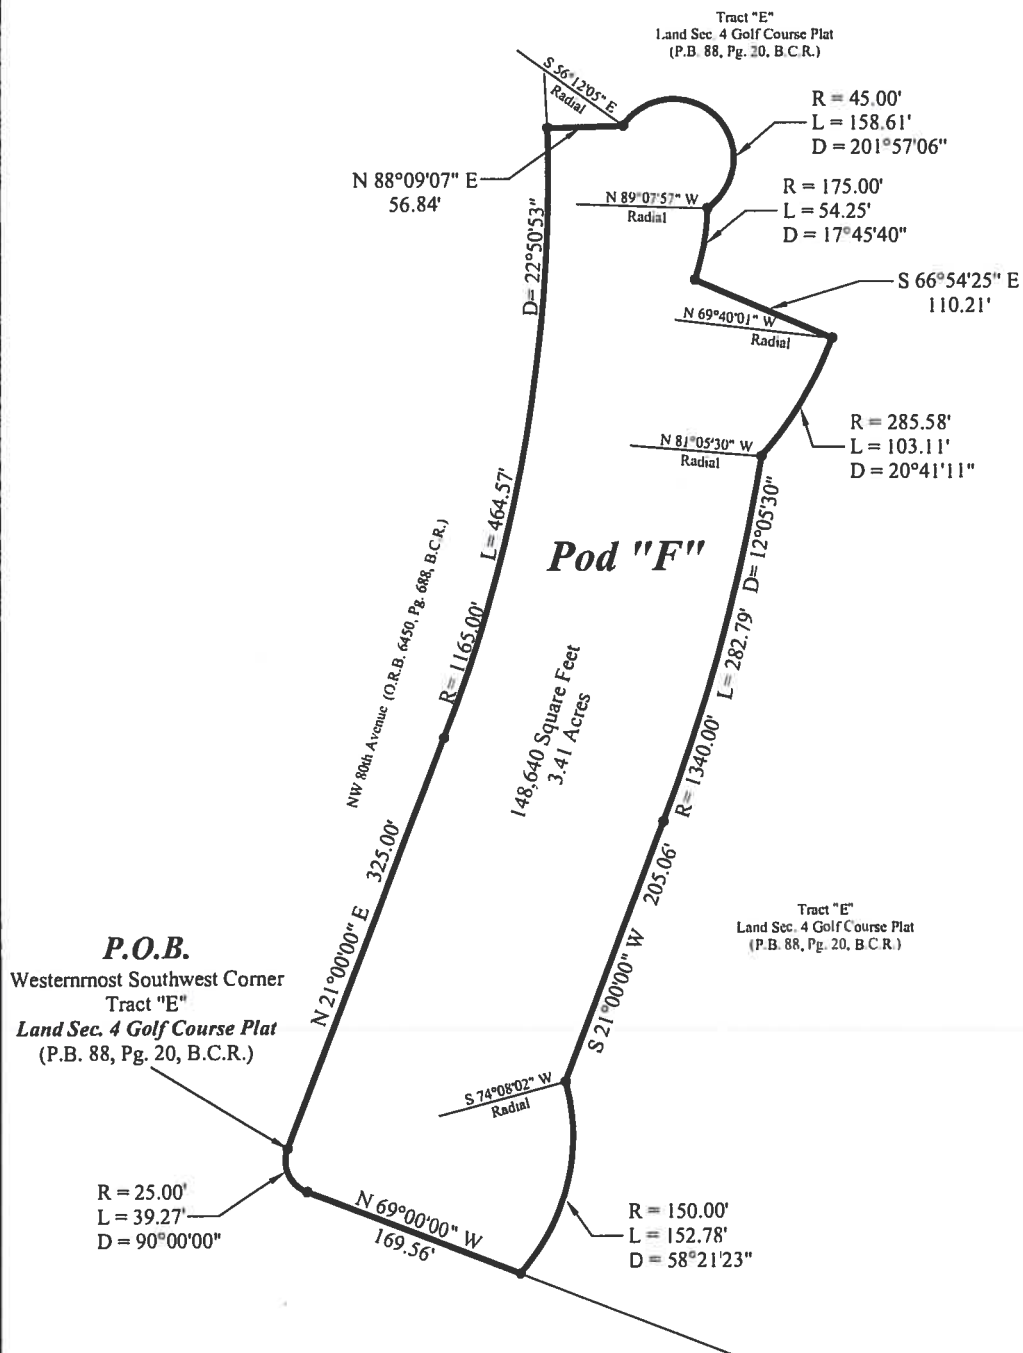 Tract "E"
Land Sec. 4 Golf Course Plat
(P.B. 88, Pg. 20, B.C.R.)
S 56°12'05" E
Radial
R = 45.00'
L = 158.61'
D = 201°57'06"
N 88°09'07" E
56.84'
N 89°07'57" W
Radial
R = 175.00'
L = 54.25'
D = 17°45'40"
S 66°54'25" E
110.21'
N 69°40'01" W
Radial
R = 285.58'
L = 103.11'
D = 20°41'11"
N 81°05'30" W
Radial
R= 1165.00' L= 464.57' D= 22°50'53"
Pod "F"
NW 80th Avenue (O.R.B. 6450, Pg. 688, B.C.R.)
148,640 Square Feet
3.41 Acres
R= 1340.00' L= 282.79' D= 12°05'30"
N 21°00'00" E 325.00'
S 21°00'00" W 205.06'
Tract "E"
Land Sec. 4 Golf Course Plat
(P.B. 88, Pg. 20, B.C.R.)
P.O.B.
Westernmost Southwest Corner
Tract "E"
Land Sec. 4 Golf Course Plat
(P.B. 88, Pg. 20, B.C.R.)
S 74°08'02" W
Radial
R = 25.00'
L = 39.27'
D = 90°00'00"
N 69°00'00" W
169.56'
R = 150.00'
L = 152.78'
D = 58°21'23"